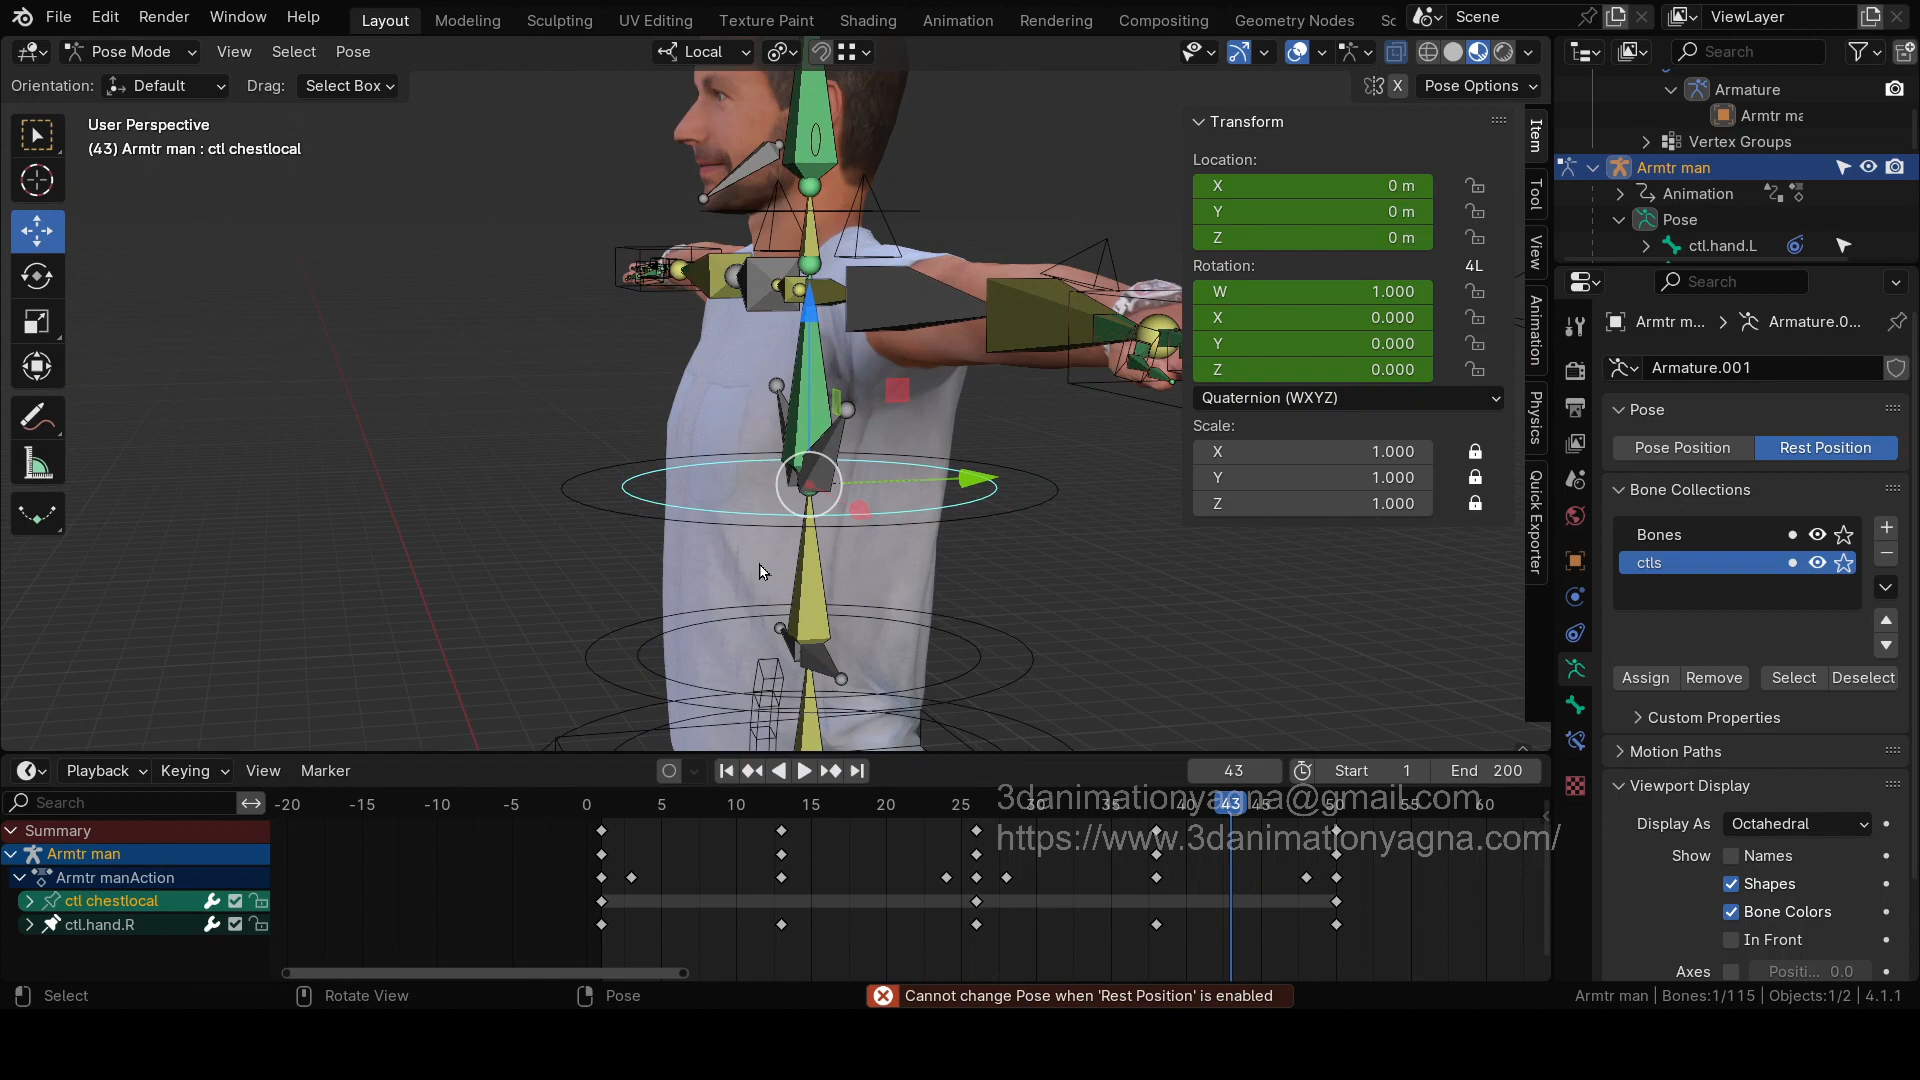 File Edit Render Window Help Layout Modeling Sculpting UV Editing Texture Paint Shading Animation Rendering Compositing Geometry Nodes Sc Scene ViewLayer
Pose Mode View Select Pose Local Search
Orientation: Default Drag: Select Box X Pose Options
User Perspective
(43) Armtr man : ctl chestlocal
Transform
Location:
X 0 m
Y 0 m
Z 0 m
Rotation: 4L
W 1.000
X 0.000
Y 0.000
Z 0.000
Quaternion (WXYZ)
Scale:
X 1.000
Y 1.000
Z 1.000
Item
Tool
View
Animation
Physics
Quick Exporter
Armature
Armtr ma
Vertex Groups
Armtr man
Animation
Pose
ctl.hand.L
Search
Armtr m... Armature.0...
Armature.001
Pose
Pose Position Rest Position
Bone Collections
Bones
ctls
Assign Remove Select Deselect
Custom Properties
Motion Paths
Viewport Display
Display As Octahedral
Show Names
Shapes
Bone Colors
In Front
Axes Positi... 0.0
Playback Keying View Marker 43 Start 1 End 200
Search -20 -15 -10 -5 0 5 10 15 20 25 30 35 40 43 45 50 55 60
3danimationyagna@gmail.com
https://www.3danimationyagna.com/
Summary
Armtr man
Armtr manAction
ctl chestlocal
ctl.hand.R
Select Rotate View Pose Cannot change Pose when 'Rest Position' is enabled Armtr man | Bones:1/115 | Objects:1/2 | 4.1.1